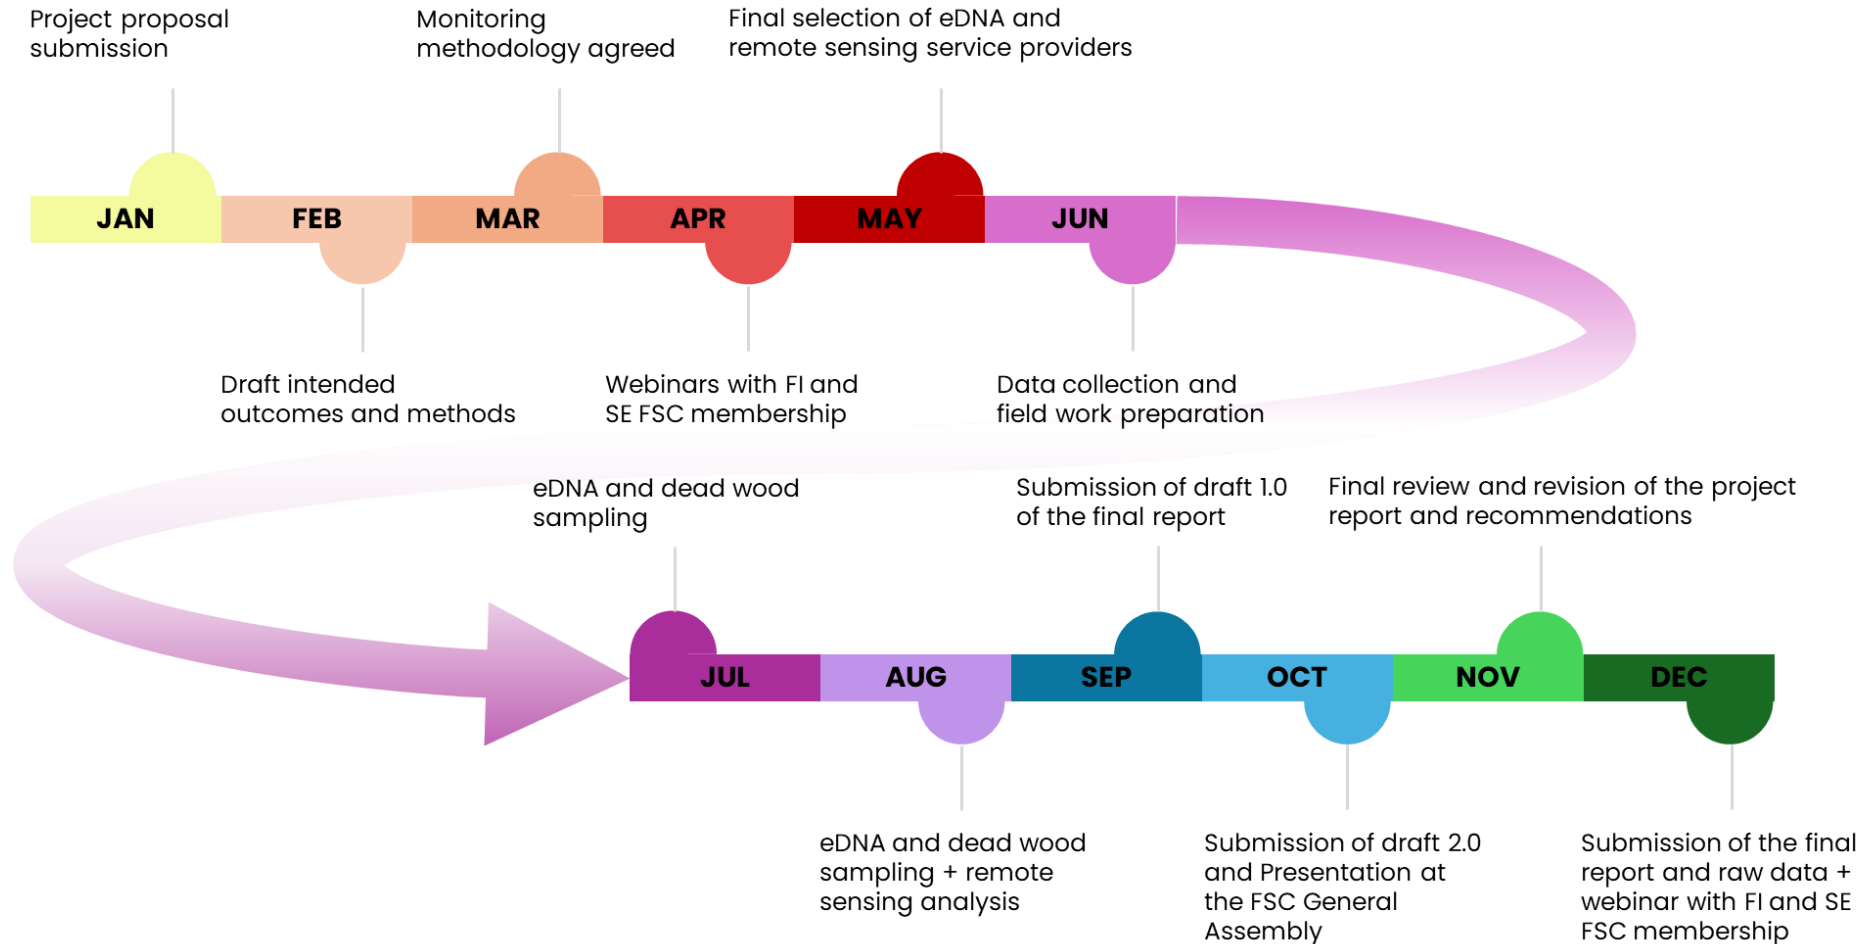 Project proposal
submission
Monitoring
methodology agreed
Final selection of eDNA and
remote sensing service providers
JAN
FEB
MAR
APR
MAY
JUN
Draft intended
outcomes and methods
Webinars with FI and
SE FSC membership
Data collection and
field work preparation
eDNA and dead wood
sampling
Submission of draft 1.0
of the final report
Final review and revision of the project
report and recommendations
JUL
AUG
SEP
OCT
NOV
DEC
eDNA and dead wood
sampling + remote
sensing analysis
Submission of draft 2.0
and Presentation at
the FSC General
Assembly
Submission of the final
report and raw data +
webinar with FI and SE
FSC membership